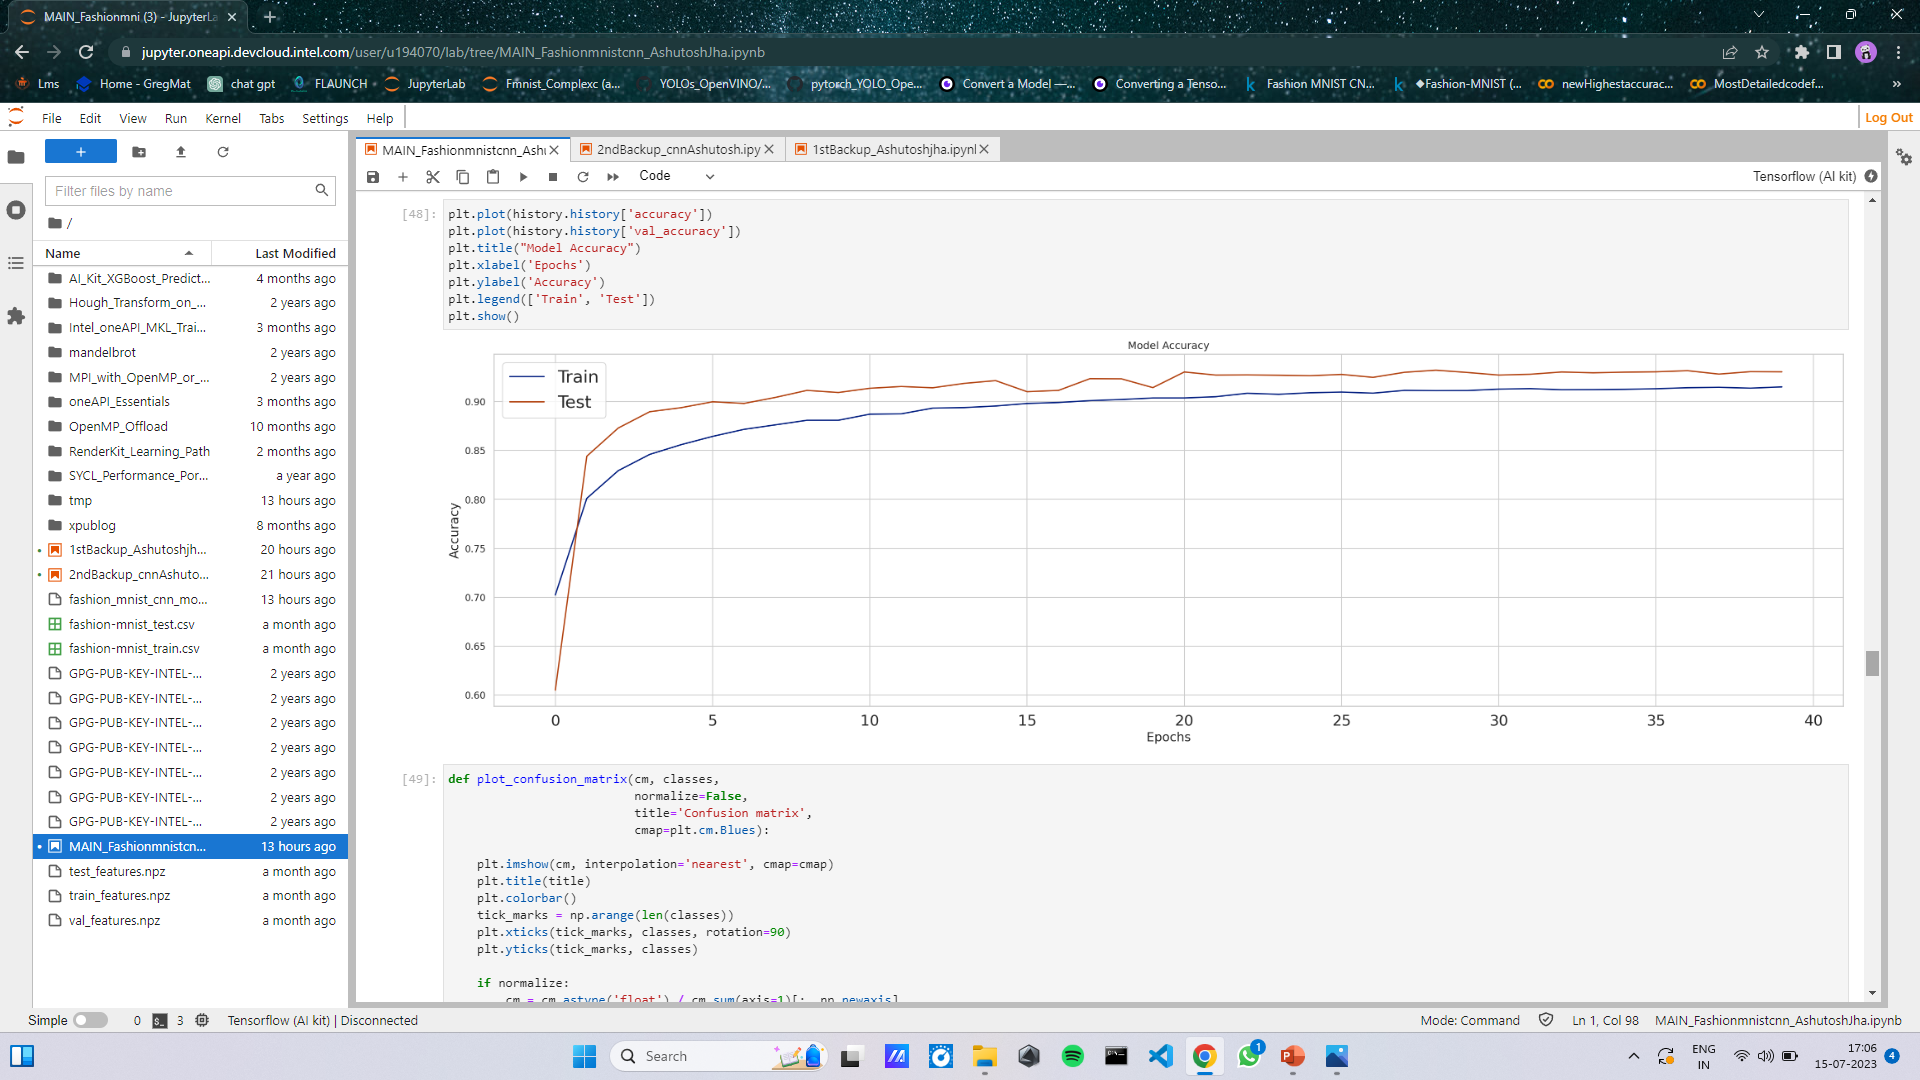 MAIN_Fashionmni (3) - JupyterLa
jupyter.oneapi.devcloud.intel.com/user/u194070/lab/tree/MAIN_Fashionmnistcnn_AshutoshJha.ipynb
Lms
Home - GregMat
chat gpt
FLAUNCH
JupyterLab
Fmnist_Complexc (a...
YOLOs_OpenVINO/...
pytorch_YOLO_Ope...
Convert a Model —...
Converting a Tenso...
Fashion MNIST CN...
◆Fashion-MNIST (...
newHighestaccurac...
MostDetailedcodef...
»
File Edit View Run Kernel Tabs Settings Help
Log Out
Filter files by name
/
Name Last Modified
AI_Kit_XGBoost_Predict... 4 months ago
Hough_Transform_on_... 2 years ago
Intel_oneAPI_MKL_Trai... 3 months ago
mandelbrot 2 years ago
MPI_with_OpenMP_or_... 2 years ago
oneAPI_Essentials 3 months ago
OpenMP_Offload 10 months ago
RenderKit_Learning_Path 2 months ago
SYCL_Performance_Por... a year ago
tmp 13 hours ago
xpublog 8 months ago
1stBackup_Ashutoshjh... 20 hours ago
2ndBackup_cnnAshuto... 21 hours ago
fashion_mnist_cnn_mo... 13 hours ago
fashion-mnist_test.csv a month ago
fashion-mnist_train.csv a month ago
GPG-PUB-KEY-INTEL-... 2 years ago
GPG-PUB-KEY-INTEL-... 2 years ago
GPG-PUB-KEY-INTEL-... 2 years ago
GPG-PUB-KEY-INTEL-... 2 years ago
GPG-PUB-KEY-INTEL-... 2 years ago
GPG-PUB-KEY-INTEL-... 2 years ago
GPG-PUB-KEY-INTEL-... 2 years ago
MAIN_Fashionmnistcn... 13 hours ago
test_features.npz a month ago
train_features.npz a month ago
val_features.npz a month ago
MAIN_Fashionmnistcnn_Ashu
2ndBackup_cnnAshutosh.ipy
1stBackup_Ashutoshjha.ipynl
Code
Tensorflow (AI kit)
[48]:
plt.plot(history.history['accuracy'])
plt.plot(history.history['val_accuracy'])
plt.title("Model Accuracy")
plt.xlabel('Epochs')
plt.ylabel('Accuracy')
plt.legend(['Train', 'Test'])
plt.show()
Model Accuracy
Train
Test
0.90
0.85
0.80
0.75
0.70
0.65
0.60
Accuracy
0 5 10 15 20 25 30 35 40
Epochs
[49]:
def plot_confusion_matrix(cm, classes,
normalize=False,
title='Confusion matrix',
cmap=plt.cm.Blues):
plt.imshow(cm, interpolation='nearest', cmap=cmap)
plt.title(title)
plt.colorbar()
tick_marks = np.arange(len(classes))
plt.xticks(tick_marks, classes, rotation=90)
plt.yticks(tick_marks, classes)
if normalize:
cm = cm.astype('float') / cm.sum(axis=1)[:, np.newaxis]
Simple 0 3 Tensorflow (AI kit) | Disconnected
Mode: Command Ln 1, Col 98 MAIN_Fashionmnistcnn_AshutoshJha.ipynb
Search
1
ENG
IN
17:06
15-07-2023
4